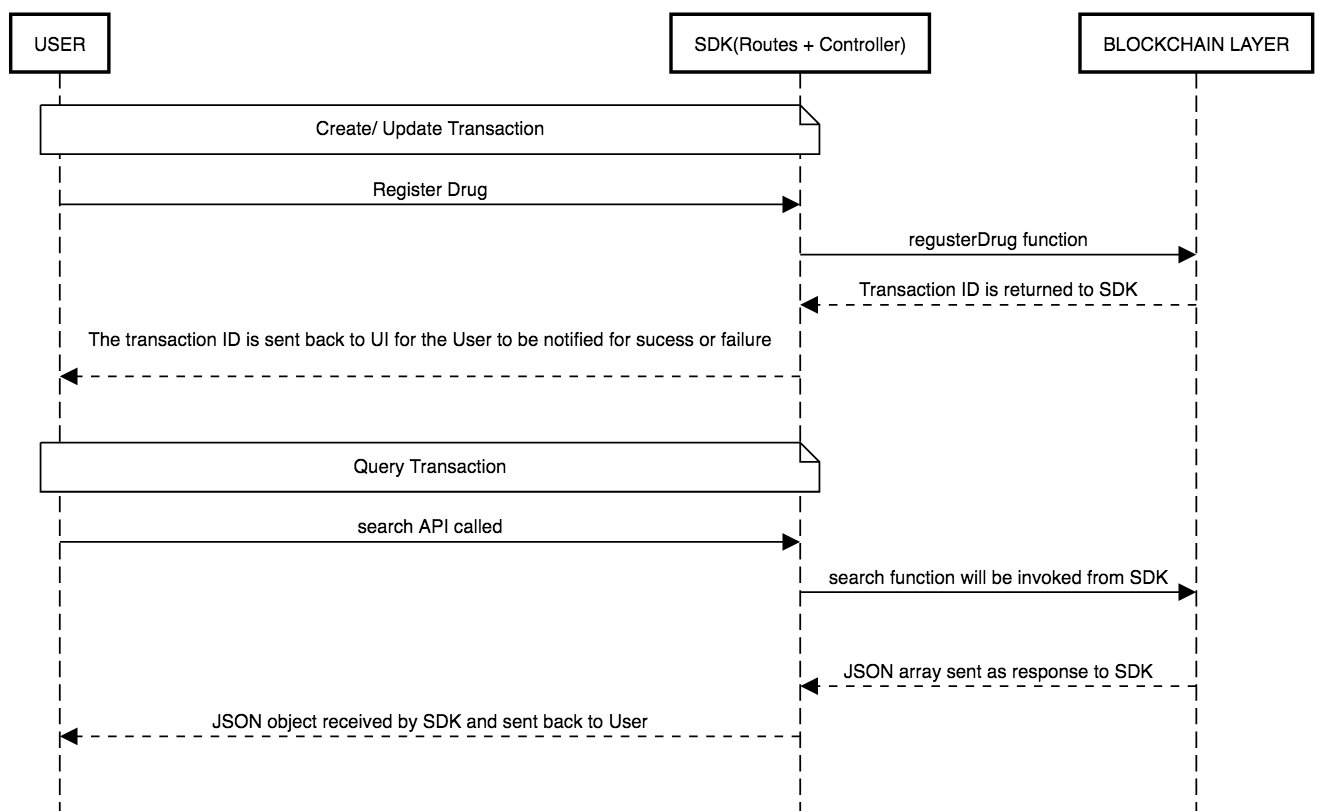 USER
SDK(Routes + Controller)
BLOCKCHAIN LAYER
Create/ Update Transaction
Register Drug
regusterDrug function
Transaction ID is returned to SDK
The transaction ID is sent back to UI for the User to be notified for sucess or failure
Query Transaction
search API called
search function will be invoked from SDK
JSON array sent as response to SDK
JSON object received by SDK and sent back to User